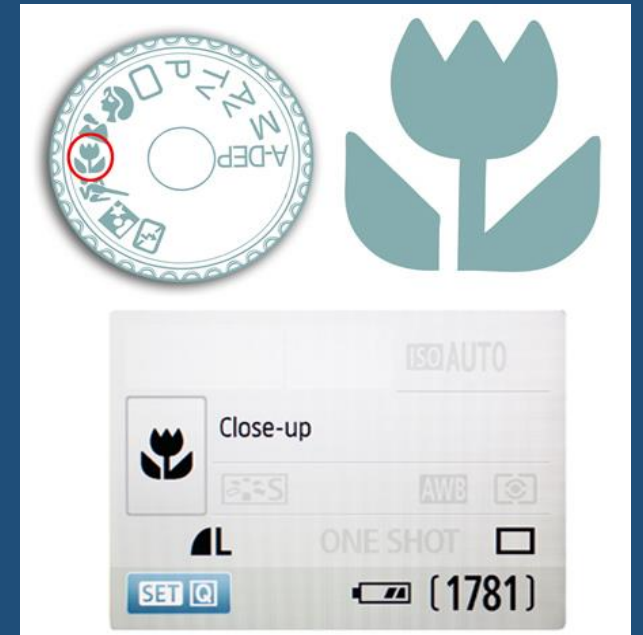 P
Tv
Av
M
A-DEP
ISO AUTO
Close-up
S
AWB
L
ONE SHOT
SET Q
(1781)